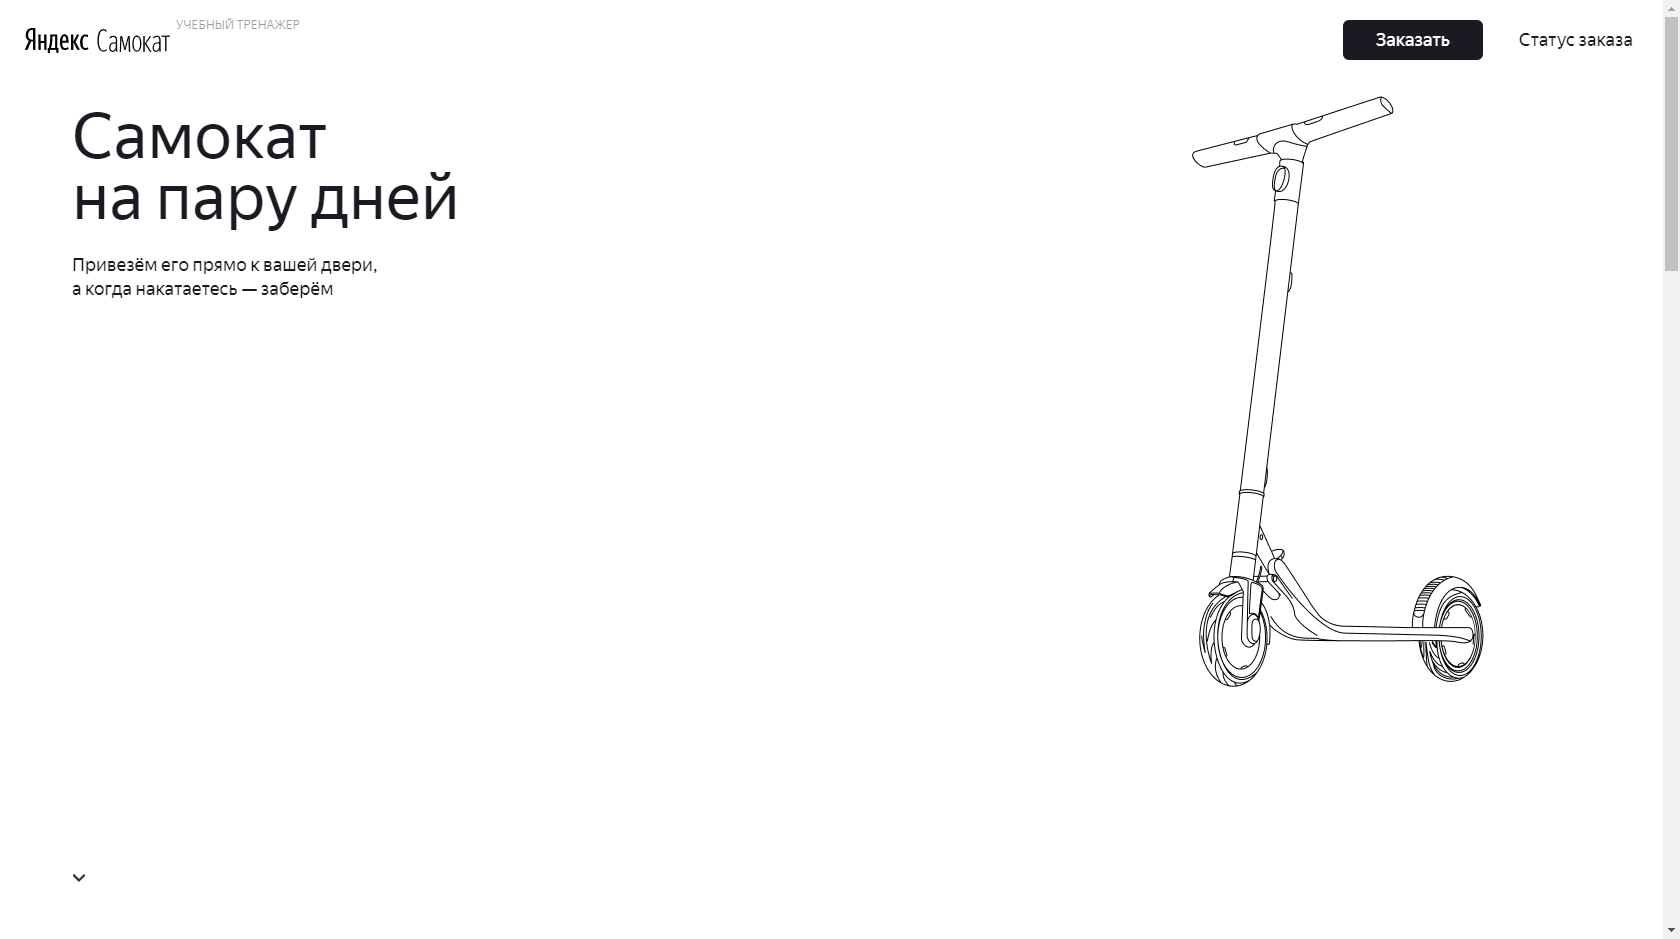 Яндекс Самокат
УЧЕБНЫЙ ТРЕНАЖЕР
Заказать
Статус заказа
Самокат
на пару дней
Привезём его прямо к вашей двери,
а когда накатаетесь — заберём